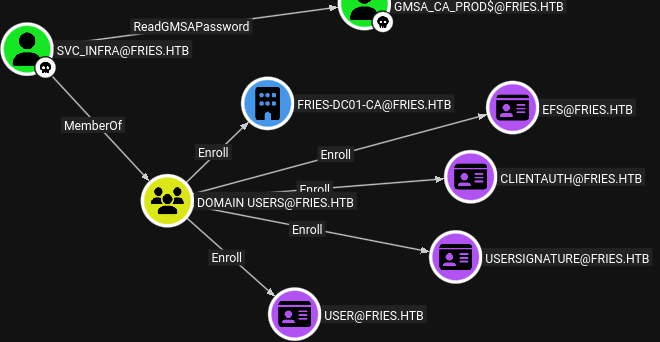 GMSA_CA_PROD$@FRIES.HTB
ReadGMSAPassword
SVC_INFRA@FRIES.HTB
FRIES-DC01-CA@FRIES.HTB
EFS@FRIES.HTB
MemberOf
Enroll
Enroll
CLIENTAUTH@FRIES.HTB
Enroll
DOMAIN USERS@FRIES.HTB
Enroll
USERSIGNATURE@FRIES.HTB
Enroll
USER@FRIES.HTB